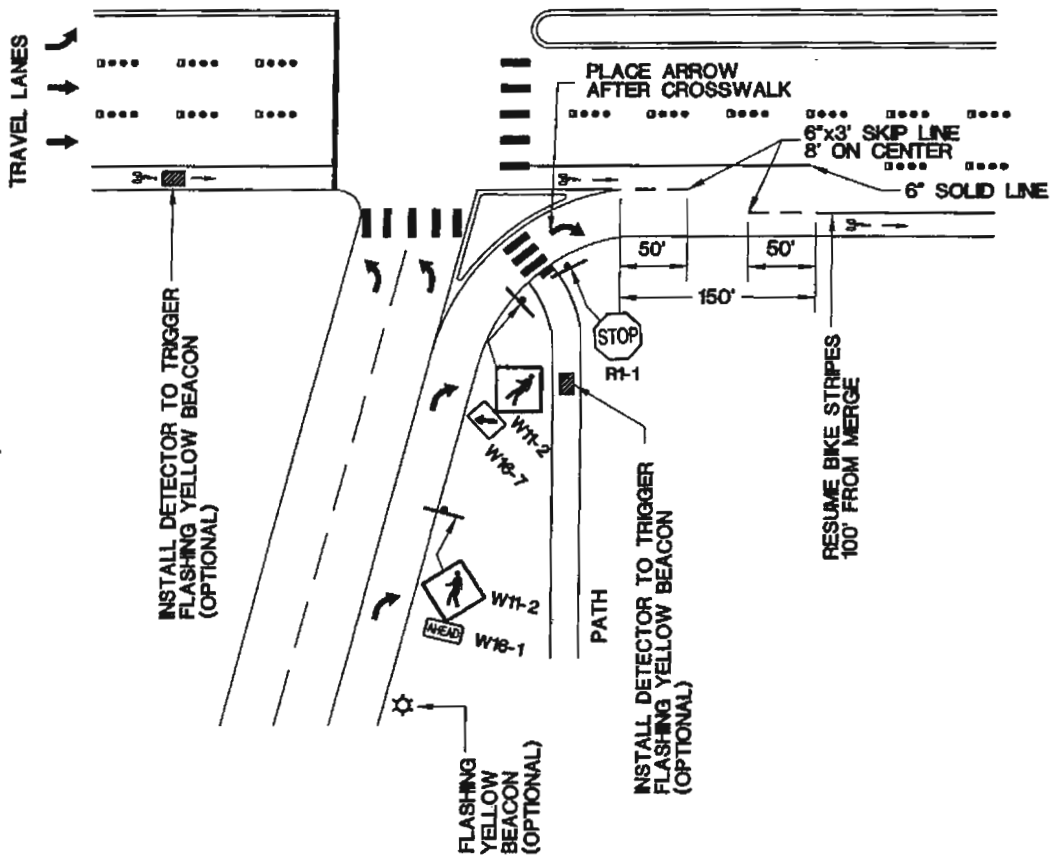 TRAVEL LANES
PLACE ARROW
AFTER CROSSWALK
6"x3' SKIP LINE
8' ON CENTER
6" SOLID LINE
50'
50'
150'
STOP
R1-1
RESUME BIKE STRIPES
100' FROM MERGE
INSTALL DETECTOR TO TRIGGER
FLASHING YELLOW BEACON
(OPTIONAL)
W11-2
W16-7
W11-2
AHEAD
W16-1
PATH
INSTALL DETECTOR TO TRIGGER
FLASHING YELLOW BEACON
(OPTIONAL)
FLASHING
YELLOW
BEACON
(OPTIONAL)